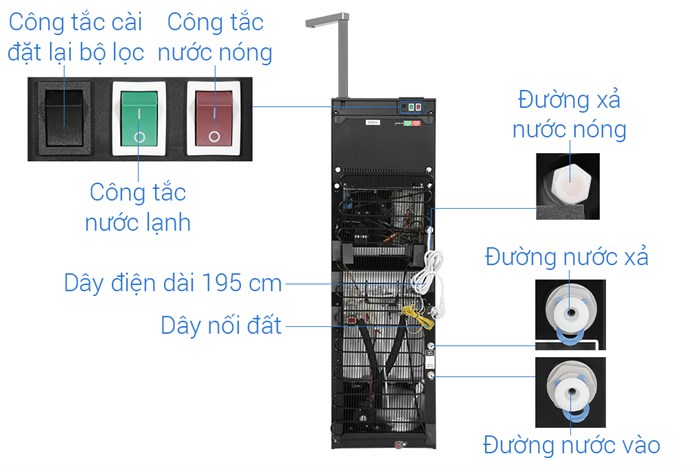 Công tắc cài
đặt lại bộ lọc
Công tắc
nước nóng
Công tắc
nước lạnh
Đường xả
nước nóng
Đường nước xả
Dây điện dài 195 cm
Dây nối đất
Đường nước vào